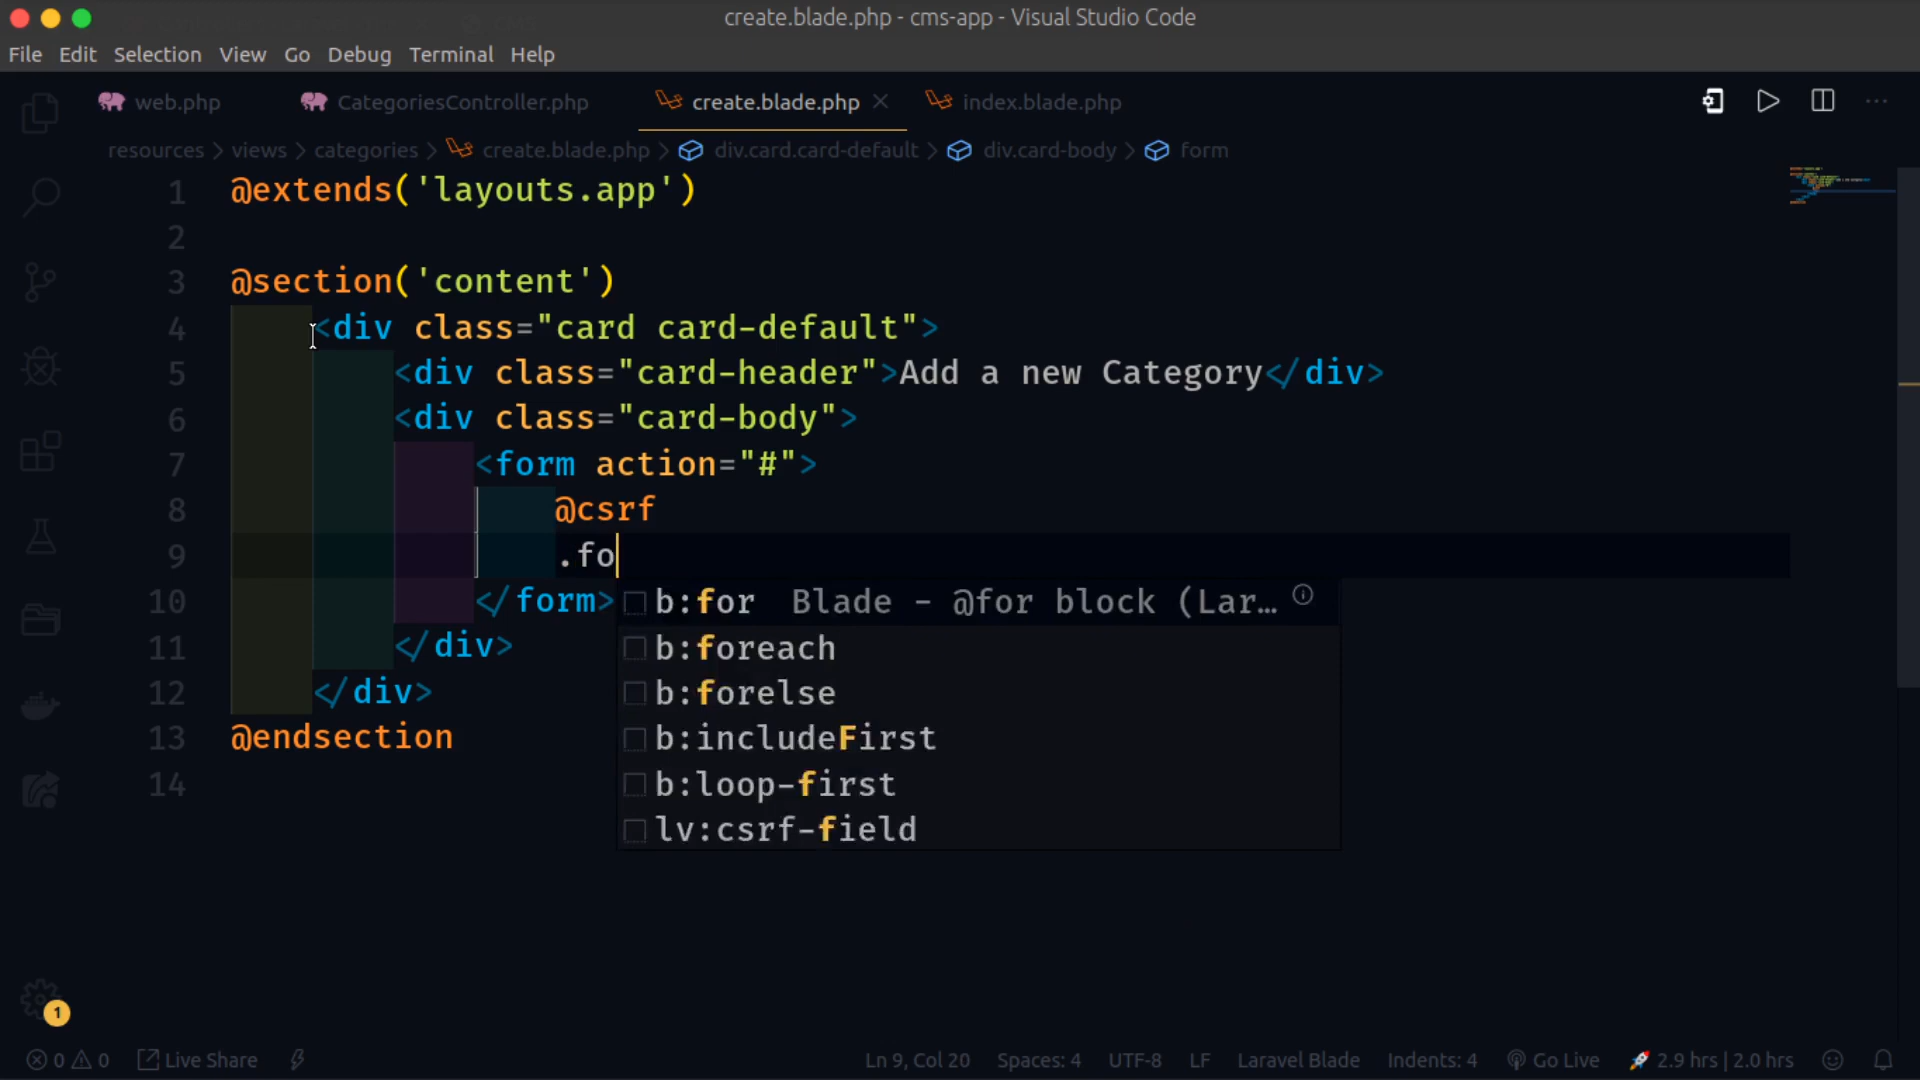 create.blade.php - cms-app - Visual Studio Code
File Edit Selection View Go Debug Terminal Help
web.php CategoriesController.php create.blade.php index.blade.php
resources > views > categories > create.blade.php > div.card.card-default > div.card-body > form
1 @extends('layouts.app')
2
3 @section('content')
4 <div class="card card-default">
5 <div class="card-header">Add a new Category</div>
6 <div class="card-body">
7 <form action="#">
8 @csrf
9 .fo
10 </form> b:for Blade - @for block (Lar…
b:foreach
11 </div>
12 </div> b:forelse
13 @endsection b:includeFirst
14 b:loop-first
lv:csrf-field
1
0 0 Live Share Ln 9, Col 20 Spaces: 4 UTF-8 LF Laravel Blade Indents: 4 Go Live 2.9 hrs | 2.0 hrs